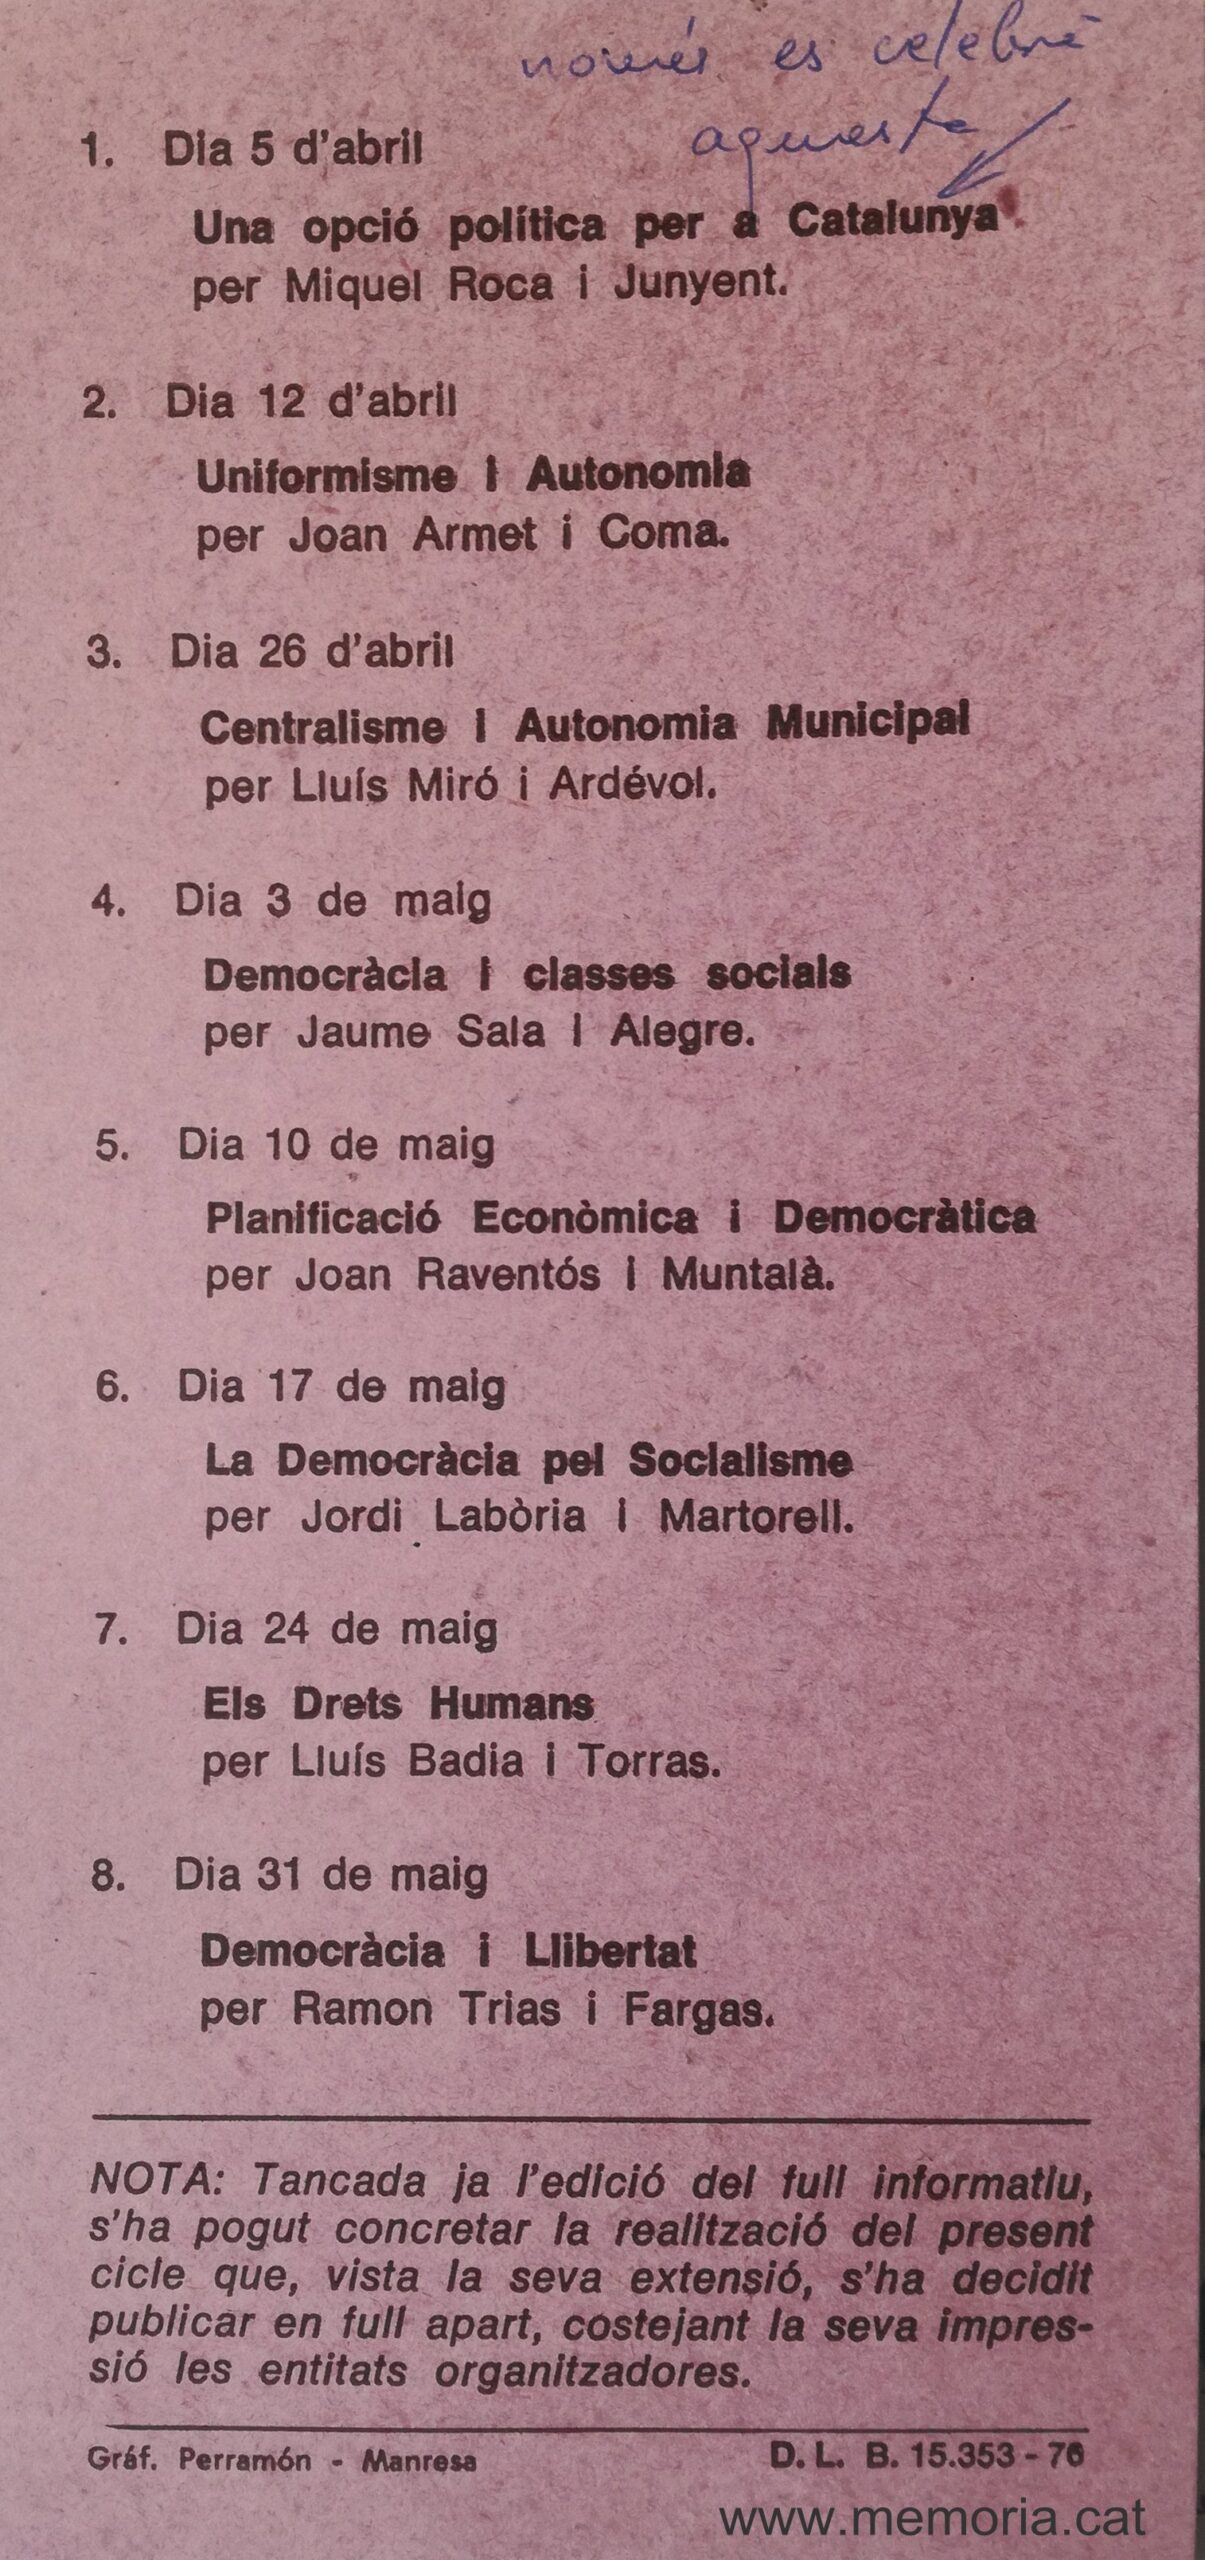 només es celebrà
aquesta
1. Dia 5 d'abril
Una opció política per a Catalunya
per Miquel Roca i Junyent.
2. Dia 12 d'abril
Uniformisme i Autonomia
per Joan Armet i Coma.
3. Dia 26 d'abril
Centralisme i Autonomia Municipal
per Lluís Miró i Ardévol.
4. Dia 3 de maig
Democràcia i classes socials
per Jaume Sala i Alegre.
5. Dia 10 de maig
Planificació Econòmica i Democràtica
per Joan Raventós i Muntalà.
6. Dia 17 de maig
La Democràcia pel Socialisme
per Jordi Labòria i Martorell.
7. Dia 24 de maig
Els Drets Humans
per Lluís Badia i Torras.
8. Dia 31 de maig
Democràcia i Llibertat
per Ramon Trias i Fargas.
NOTA: Tancada ja l'edició del full informatiu,
s'ha pogut concretar la realització del present
cicle que, vista la seva extensió, s'ha decidit
publicar en full apart, costejant la seva impres-
sió les entitats organitzadores.
Gráf. Perramón - Manresa D. L. B. 15.353 - 76
www.memoria.cat